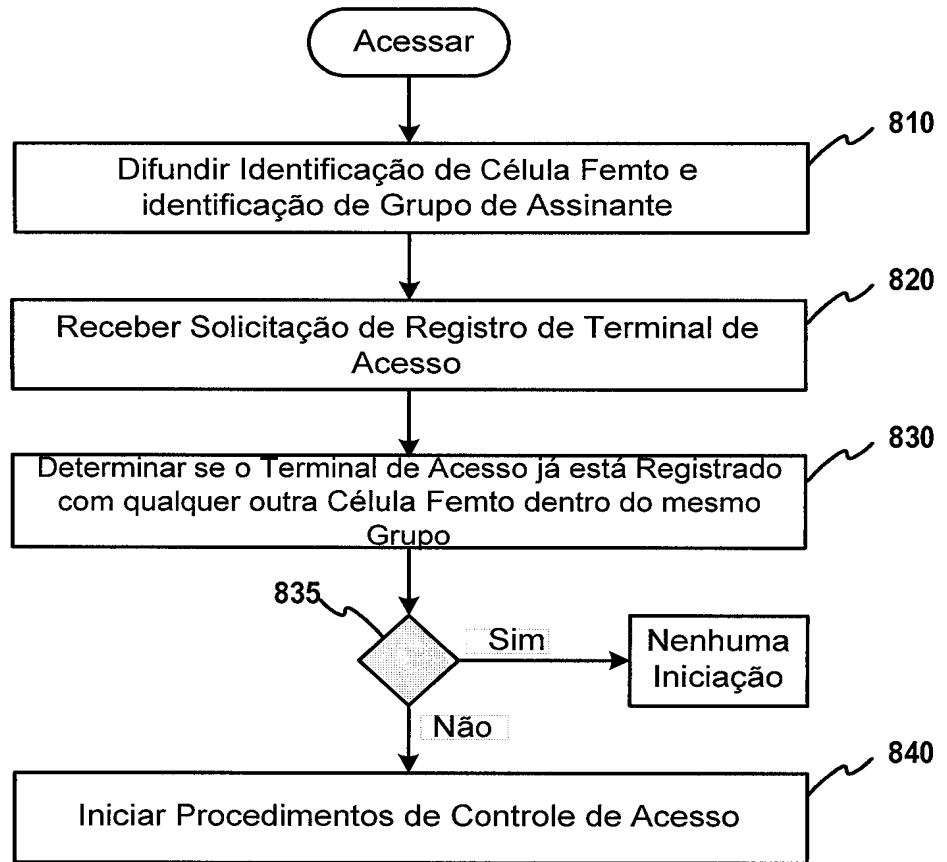 Acessar
810
Difundir Identificação de Célula Femto e
identificação de Grupo de Assinante
820
Receber Solicitação de Registro de Terminal de
Acesso
830
Determinar se o Terminal de Acesso já está Registrado
com qualquer outra Célula Femto dentro do mesmo
Grupo
835
Sim
Nenhuma
Iniciação
Não
840
Iniciar Procedimentos de Controle de Acesso